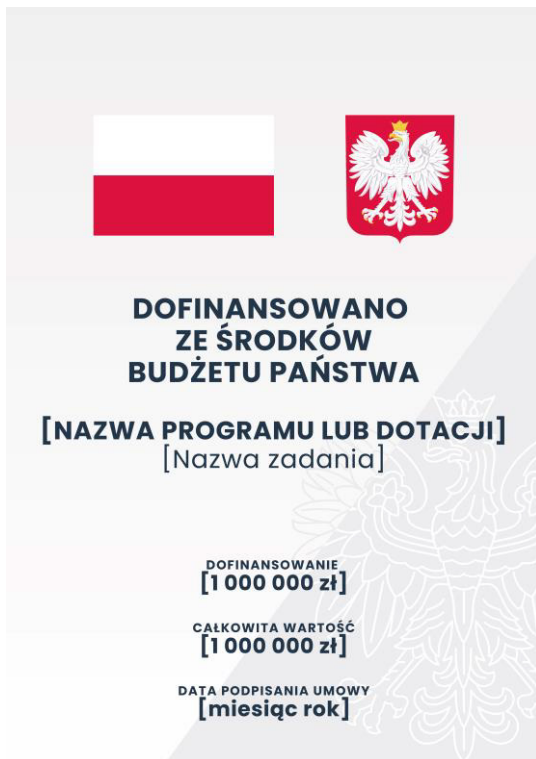 DOFINANSOWANO
ZE ŚRODKÓW
BUDŻETU PAŃSTWA
[NAZWA PROGRAMU LUB DOTACJI]
[Nazwa zadania]
DOFINANSOWANIE
[1 000 000 zł]
CAŁKOWITA WARTOŚĆ
[1 000 000 zł]
DATA PODPISANIA UMOWY
[miesiąc rok]